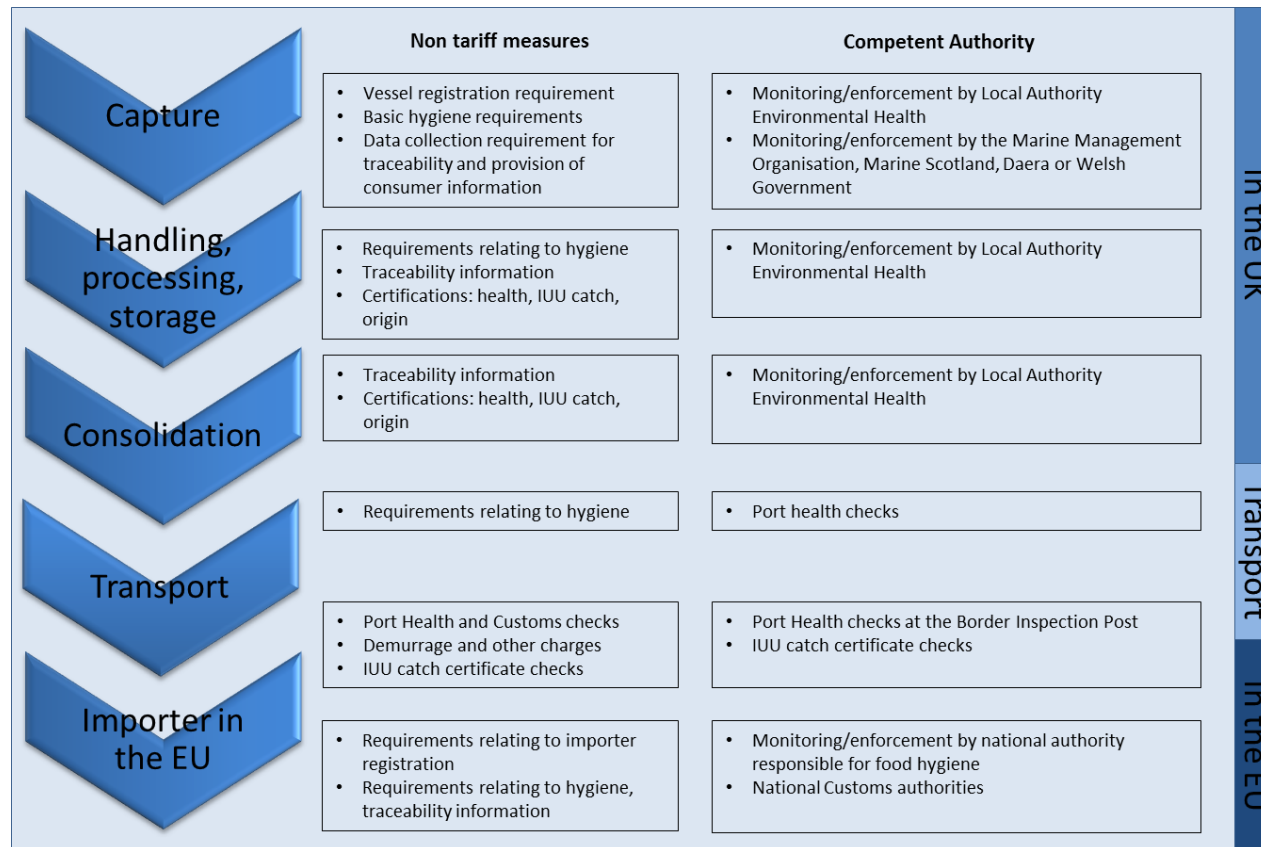 Non tariff measures
Competent Authority
Capture
• Vessel registration requirement
• Basic hygiene requirements
• Data collection requirement for
traceability and provision of
consumer information
• Monitoring/enforcement by Local Authority
Environmental Health
• Monitoring/enforcement by the Marine Management
Organisation, Marine Scotland, Daera or Welsh
Government
Handling,
processing,
storage
• Requirements relating to hygiene
• Traceability information
• Certifications: health, IUU catch,
origin
• Monitoring/enforcement by Local Authority
Environmental Health
Consolidation
• Traceability information
• Certifications: health, IUU catch,
origin
• Monitoring/enforcement by Local Authority
Environmental Health
In the UK
Transport
• Requirements relating to hygiene
• Port health checks
• Port Health and Customs checks
• Demurrage and other charges
• IUU catch certificate checks
• Port Health checks at the Border Inspection Post
• IUU catch certificate checks
Transport
Importer in
the EU
• Requirements relating to importer
registration
• Requirements relating to hygiene,
traceability information
• Monitoring/enforcement by national authority
responsible for food hygiene
• National Customs authorities
In the EU